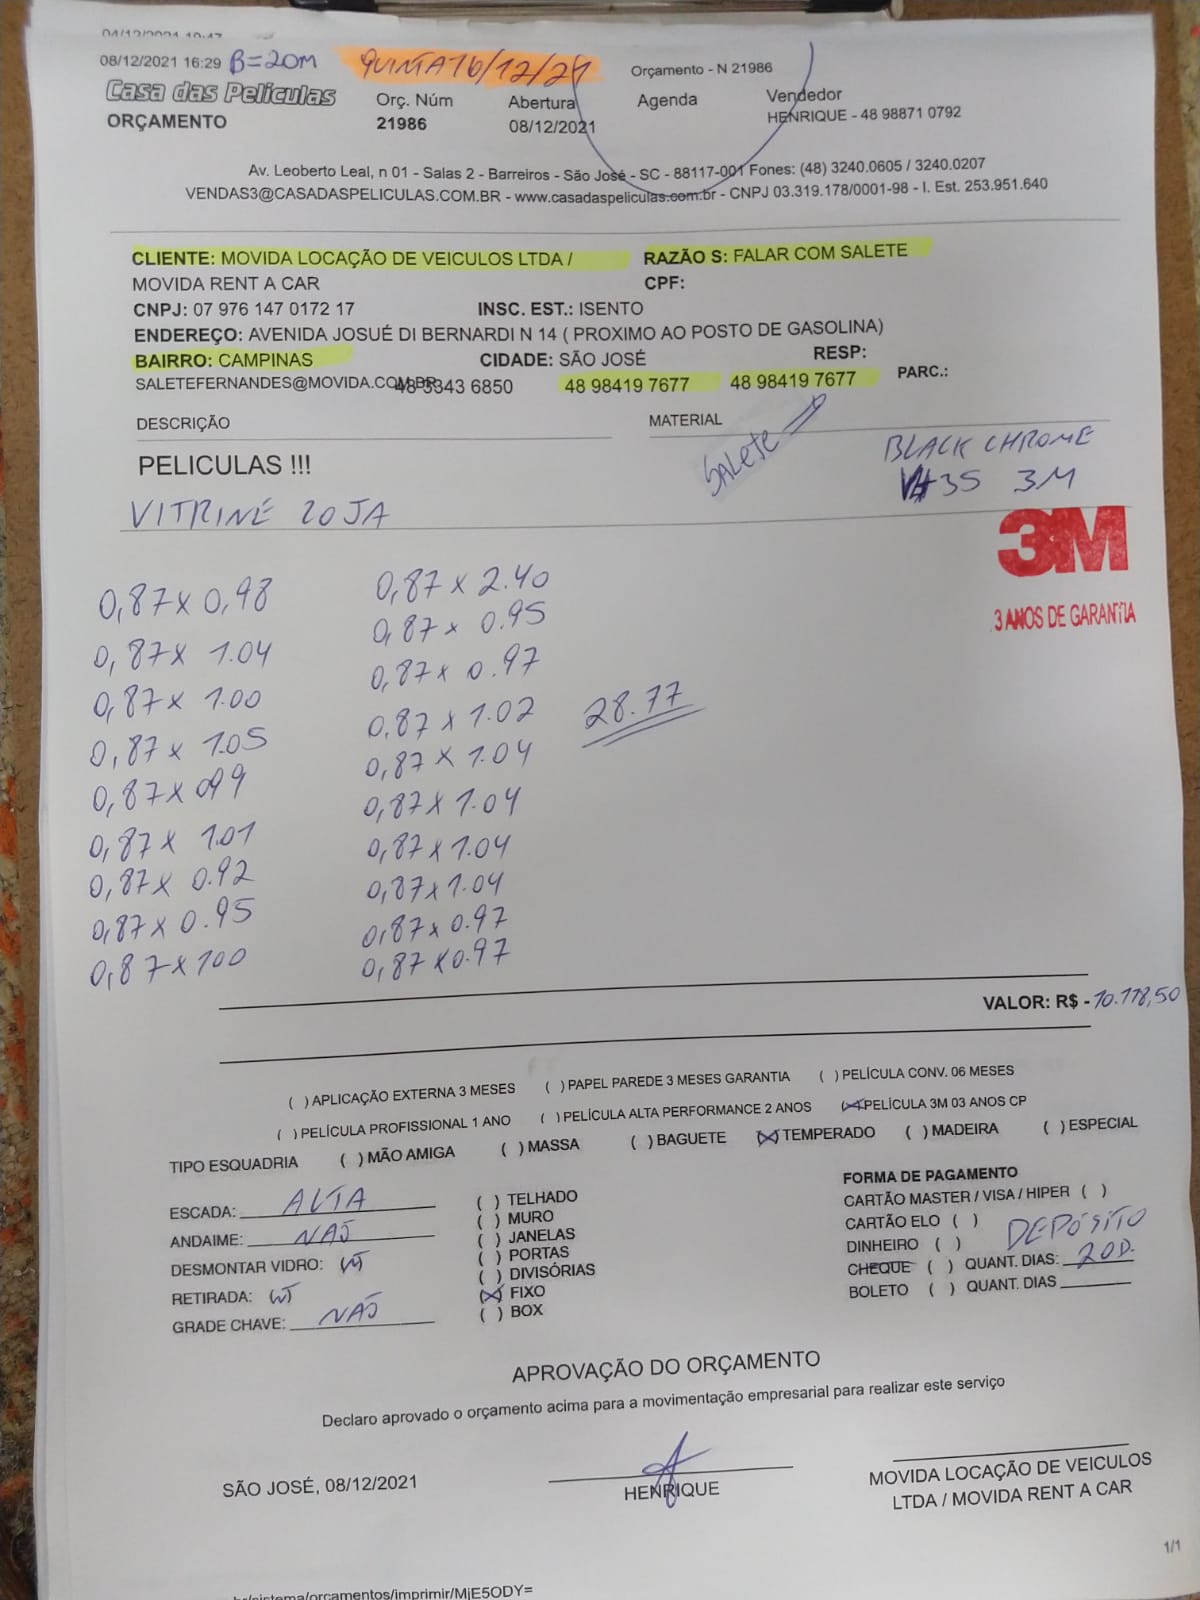 04/12/2021 10:47
08/12/2021 16:29 B=20M QUINTA 16/12/21 Orçamento - N 21986
Casa das Películas Orç. Núm Abertura Agenda Vendedor
ORÇAMENTO 21986 08/12/2021 HENRIQUE - 48 98871 0792
Av. Leoberto Leal, n 01 - Salas 2 - Barreiros - São José - SC - 88117-001 Fones: (48) 3240.0605 / 3240.0207
VENDAS3@CASADASPELICULAS.COM.BR - www.casadaspeliculas.com.br - CNPJ 03.319.178/0001-98 - I. Est. 253.951.640
CLIENTE: MOVIDA LOCAÇÃO DE VEICULOS LTDA / RAZÃO S: FALAR COM SALETE
MOVIDA RENT A CAR CPF:
CNPJ: 07 976 147 0172 17 INSC. EST.: ISENTO
ENDEREÇO: AVENIDA JOSUÉ DI BERNARDI N 14 ( PROXIMO AO POSTO DE GASOLINA)
BAIRRO: CAMPINAS CIDADE: SÃO JOSÉ RESP:
SALETEFERNANDES@MOVIDA.COM.BR 48 3343 6850 48 98419 7677 48 98419 7677 PARC.:
DESCRIÇÃO MATERIAL
PELICULAS !!! SALETE BLACK CHROME
VITRINE LOJA 35 3M
3M
3 ANOS DE GARANTIA
0,87 x 0,98 0,87 x 2.40
0,87 x 1.04 0,87 x 0.95
0,87 x 1.00 0,87 x 0.97
0,87 x 1.05 0,87 x 1.02 28.77
0,87 x 099 0,87 x 1.04
0,87 x 1.01 0,87 x 1.04
0,87 x 0.92 0,87 x 1.04
0,87 x 0.95 0,87 x 1.04
0,87 x 100 0,87 x 0.97
0,87 x 0.97
VALOR: R$ - 10.118,50
( ) APLICAÇÃO EXTERNA 3 MESES ( ) PAPEL PAREDE 3 MESES GARANTIA ( ) PELÍCULA CONV. 06 MESES
( ) PELÍCULA PROFISSIONAL 1 ANO ( ) PELÍCULA ALTA PERFORMANCE 2 ANOS (X) PELÍCULA 3M 03 ANOS CP
TIPO ESQUADRIA ( ) MÃO AMIGA ( ) MASSA ( ) BAGUETE (X) TEMPERADO ( ) MADEIRA ( ) ESPECIAL
ESCADA: ALTA ( ) TELHADO
ANDAIME: NAO ( ) MURO
DESMONTAR VIDRO: (N) ( ) JANELAS
( ) PORTAS
RETIRADA: (N) ( ) DIVISÓRIAS
(X) FIXO
GRADE CHAVE: NAO ( ) BOX
FORMA DE PAGAMENTO
CARTÃO MASTER / VISA / HIPER ( )
CARTÃO ELO ( ) DEPÓSITO
DINHEIRO ( )
CHEQUE ( ) QUANT. DIAS: 20D.
BOLETO ( ) QUANT. DIAS
APROVAÇÃO DO ORÇAMENTO
Declaro aprovado o orçamento acima para a movimentação empresarial para realizar este serviço
SÃO JOSÉ, 08/12/2021 HENRIQUE MOVIDA LOCAÇÃO DE VEICULOS
LTDA / MOVIDA RENT A CAR
1/1
br/sistema/orcamentos/imprimir/MjE5ODY=